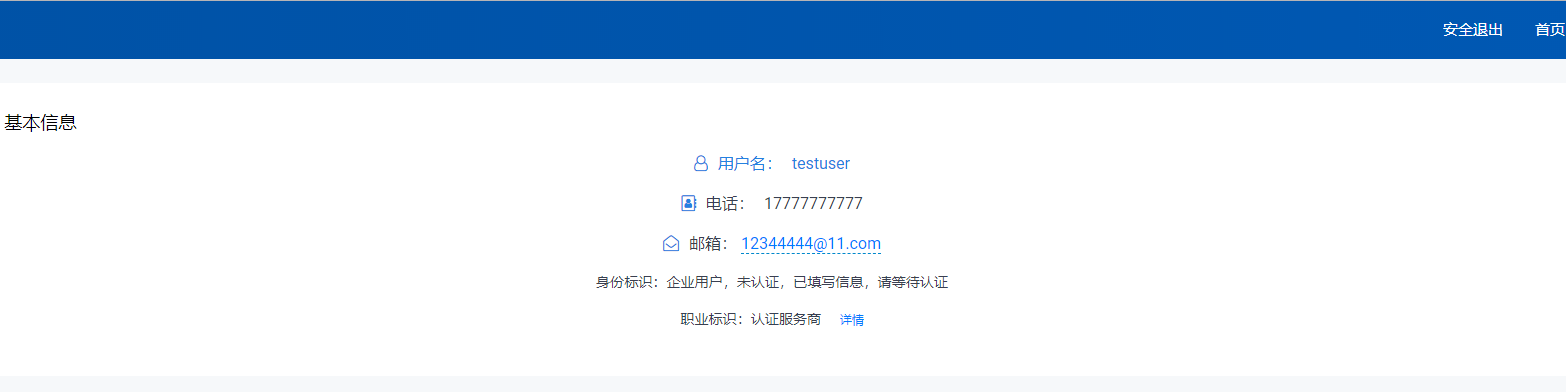 安全退出 首页
基本信息
用户名： testuser
电话： 17777777777
邮箱： 12344444@11.com
身份标识：企业用户，未认证，已填写信息，请等待认证
职业标识：认证服务商 详情